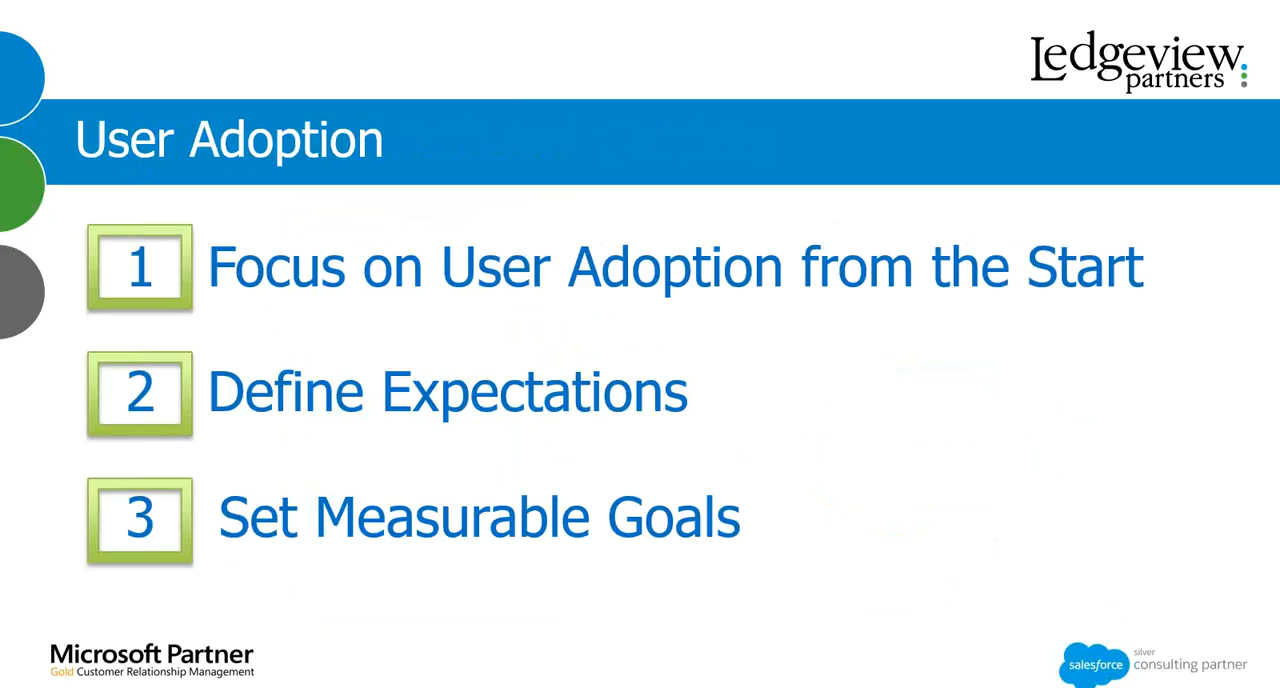 Ledgeview
partners
User Adoption
1 Focus on User Adoption from the Start
2 Define Expectations
3 Set Measurable Goals
Microsoft Partner
Gold Customer Relationship Management
salesforce
silver
consulting partner